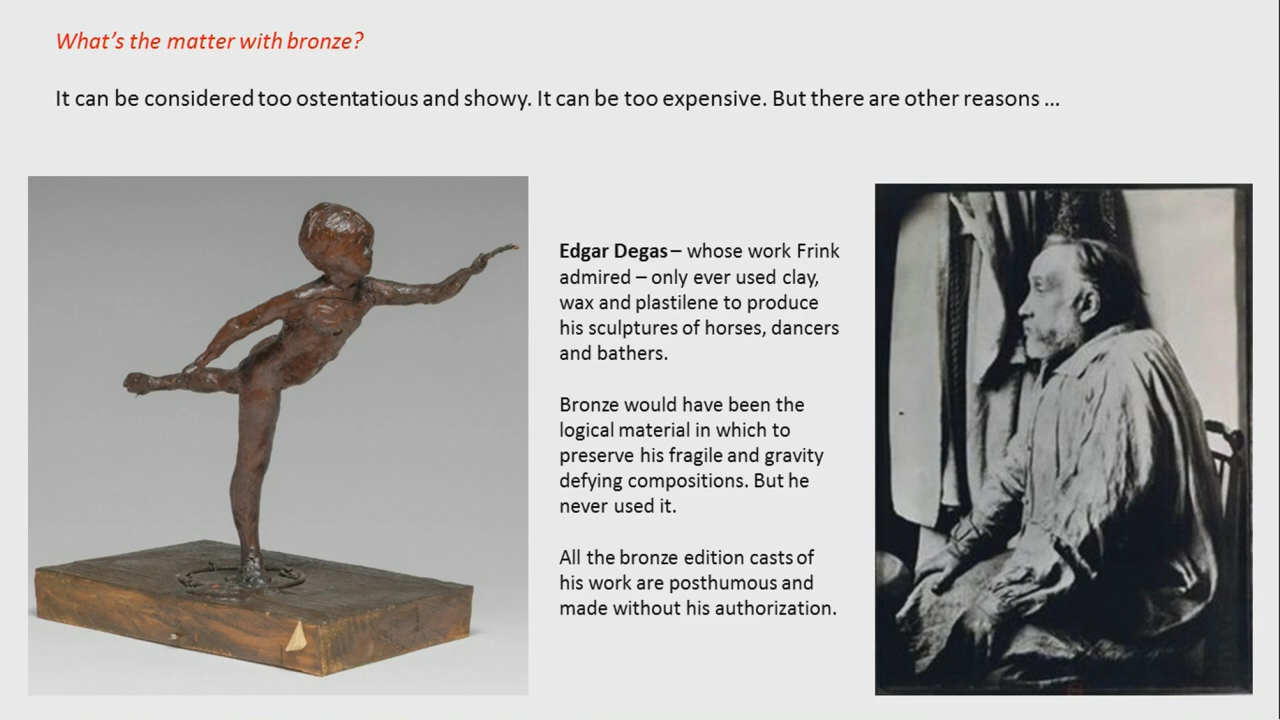 What's the matter with bronze?
It can be considered too ostentatious and showy. It can be too expensive. But there are other reasons ...
Edgar Degas – whose work Frink
admired – only ever used clay,
wax and plastilene to produce
his sculptures of horses, dancers
and bathers.
Bronze would have been the
logical material in which to
preserve his fragile and gravity
defying compositions. But he
never used it.
All the bronze edition casts of
his work are posthumous and
made without his authorization.